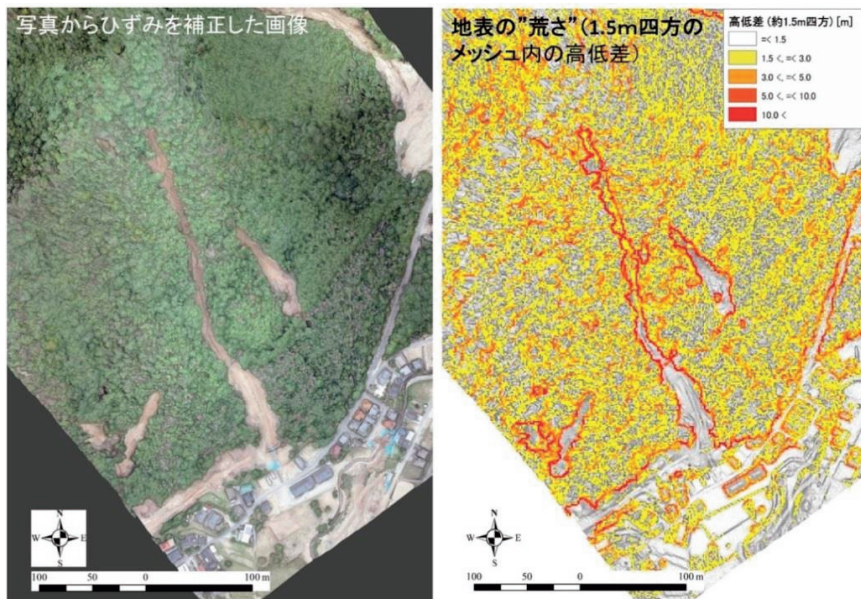 写真からひずみを補正した画像
N
W E
S
100 50 0 100 m
地表の”荒さ”(1.5m四方の
メッシュ内の高低差)
高低差 (約1.5m四方) [m]
=< 1.5
1.5 <, =< 3.0
3.0 <, =< 5.0
5.0 <, =< 10.0
10.0 <
N
W E
S
100 50 0 100 m